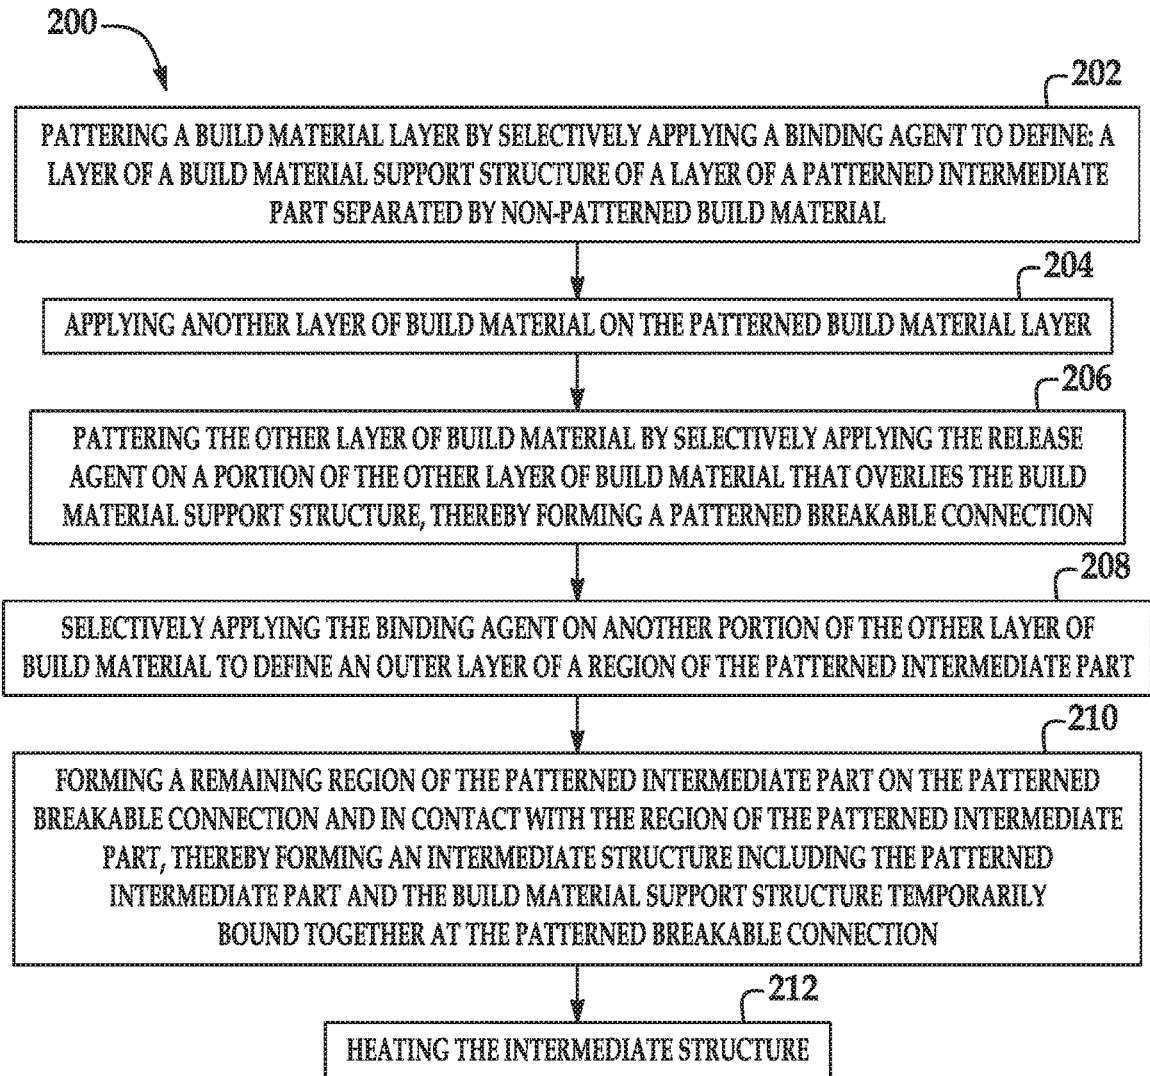 200
202
PATTERING A BUILD MATERIAL LAYER BY SELECTIVELY APPLYING A BINDING AGENT TO DEFINE: A
LAYER OF A BUILD MATERIAL SUPPORT STRUCTURE OF A LAYER OF A PATTERNED INTERMEDIATE
PART SEPARATED BY NON-PATTERNED BUILD MATERIAL
204
APPLYING ANOTHER LAYER OF BUILD MATERIAL ON THE PATTERNED BUILD MATERIAL LAYER
206
PATTERING THE OTHER LAYER OF BUILD MATERIAL BY SELECTIVELY APPLYING THE RELEASE
AGENT ON A PORTION OF THE OTHER LAYER OF BUILD MATERIAL THAT OVERLIES THE BUILD
MATERIAL SUPPORT STRUCTURE, THEREBY FORMING A PATTERNED BREAKABLE CONNECTION
208
SELECTIVELY APPLYING THE BINDING AGENT ON ANOTHER PORTION OF THE OTHER LAYER OF
BUILD MATERIAL TO DEFINE AN OUTER LAYER OF A REGION OF THE PATTERNED INTERMEDIATE PART
210
FORMING A REMAINING REGION OF THE PATTERNED INTERMEDIATE PART ON THE PATTERNED
BREAKABLE CONNECTION AND IN CONTACT WITH THE REGION OF THE PATTERNED INTERMEDIATE
PART, THEREBY FORMING AN INTERMEDIATE STRUCTURE INCLUDING THE PATTERNED
INTERMEDIATE PART AND THE BUILD MATERIAL SUPPORT STRUCTURE TEMPORARILY
BOUND TOGETHER AT THE PATTERNED BREAKABLE CONNECTION
212
HEATING THE INTERMEDIATE STRUCTURE